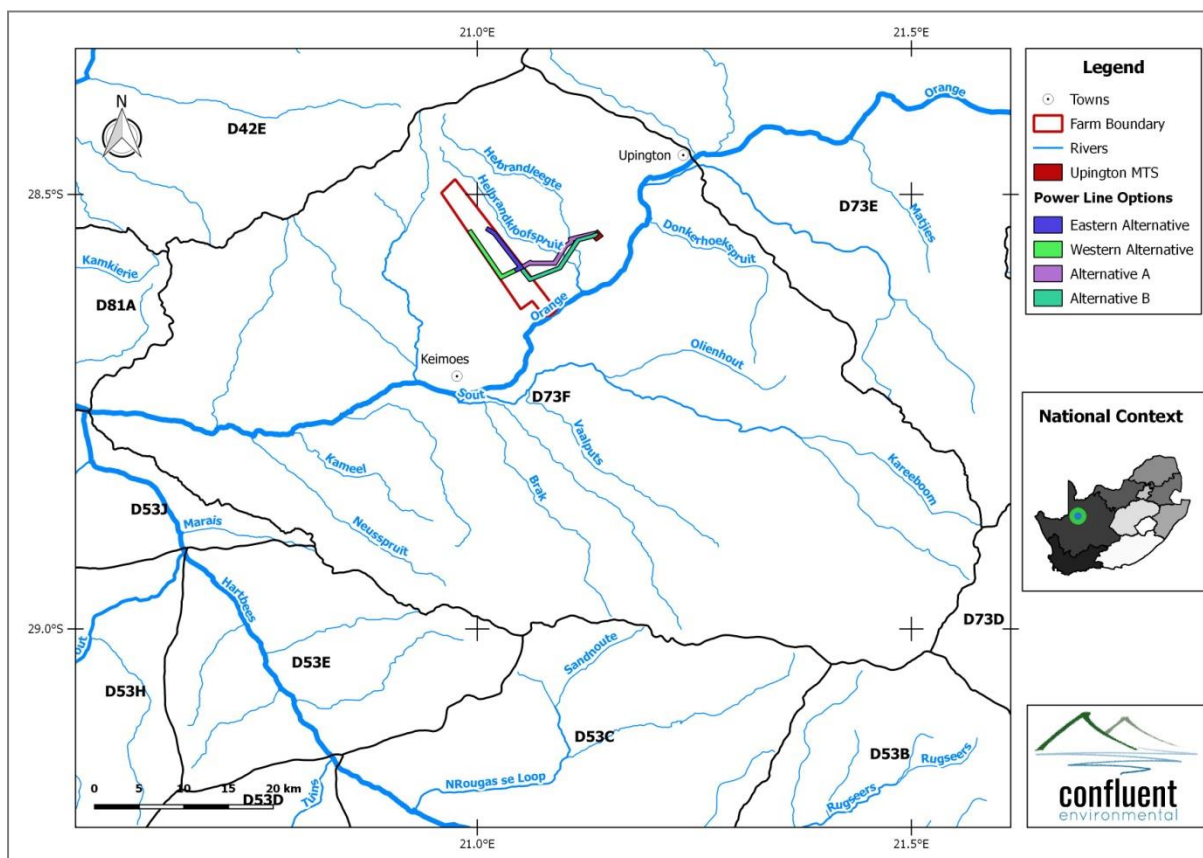 21.0°E
21.5°E
N
D42E
Orange
Upington
Helbrandleegte
Helbrandkloofspruit
28.5°S
D73E
Matjies
Donkerhoekspruit
Kamkierie
D81A
Orange
Keimoes
Olienhout
Sout
D73F
Vaalputs
Kameel
Brak
Kareeboom
D53J
Marais
Neusspruit
Hartbees
29.0°S
D73D
out
Sandnoute
D53E
D53H
D53C
D53B
Rugseers
NRougas se Loop
Rugseers
Tuins
D53D
0 5 10 15 20 km
21.0°E
21.5°E
Legend
Towns
Farm Boundary
Rivers
Upington MTS
Power Line Options
Eastern Alternative
Western Alternative
Alternative A
Alternative B
National Context
confluent
environmental